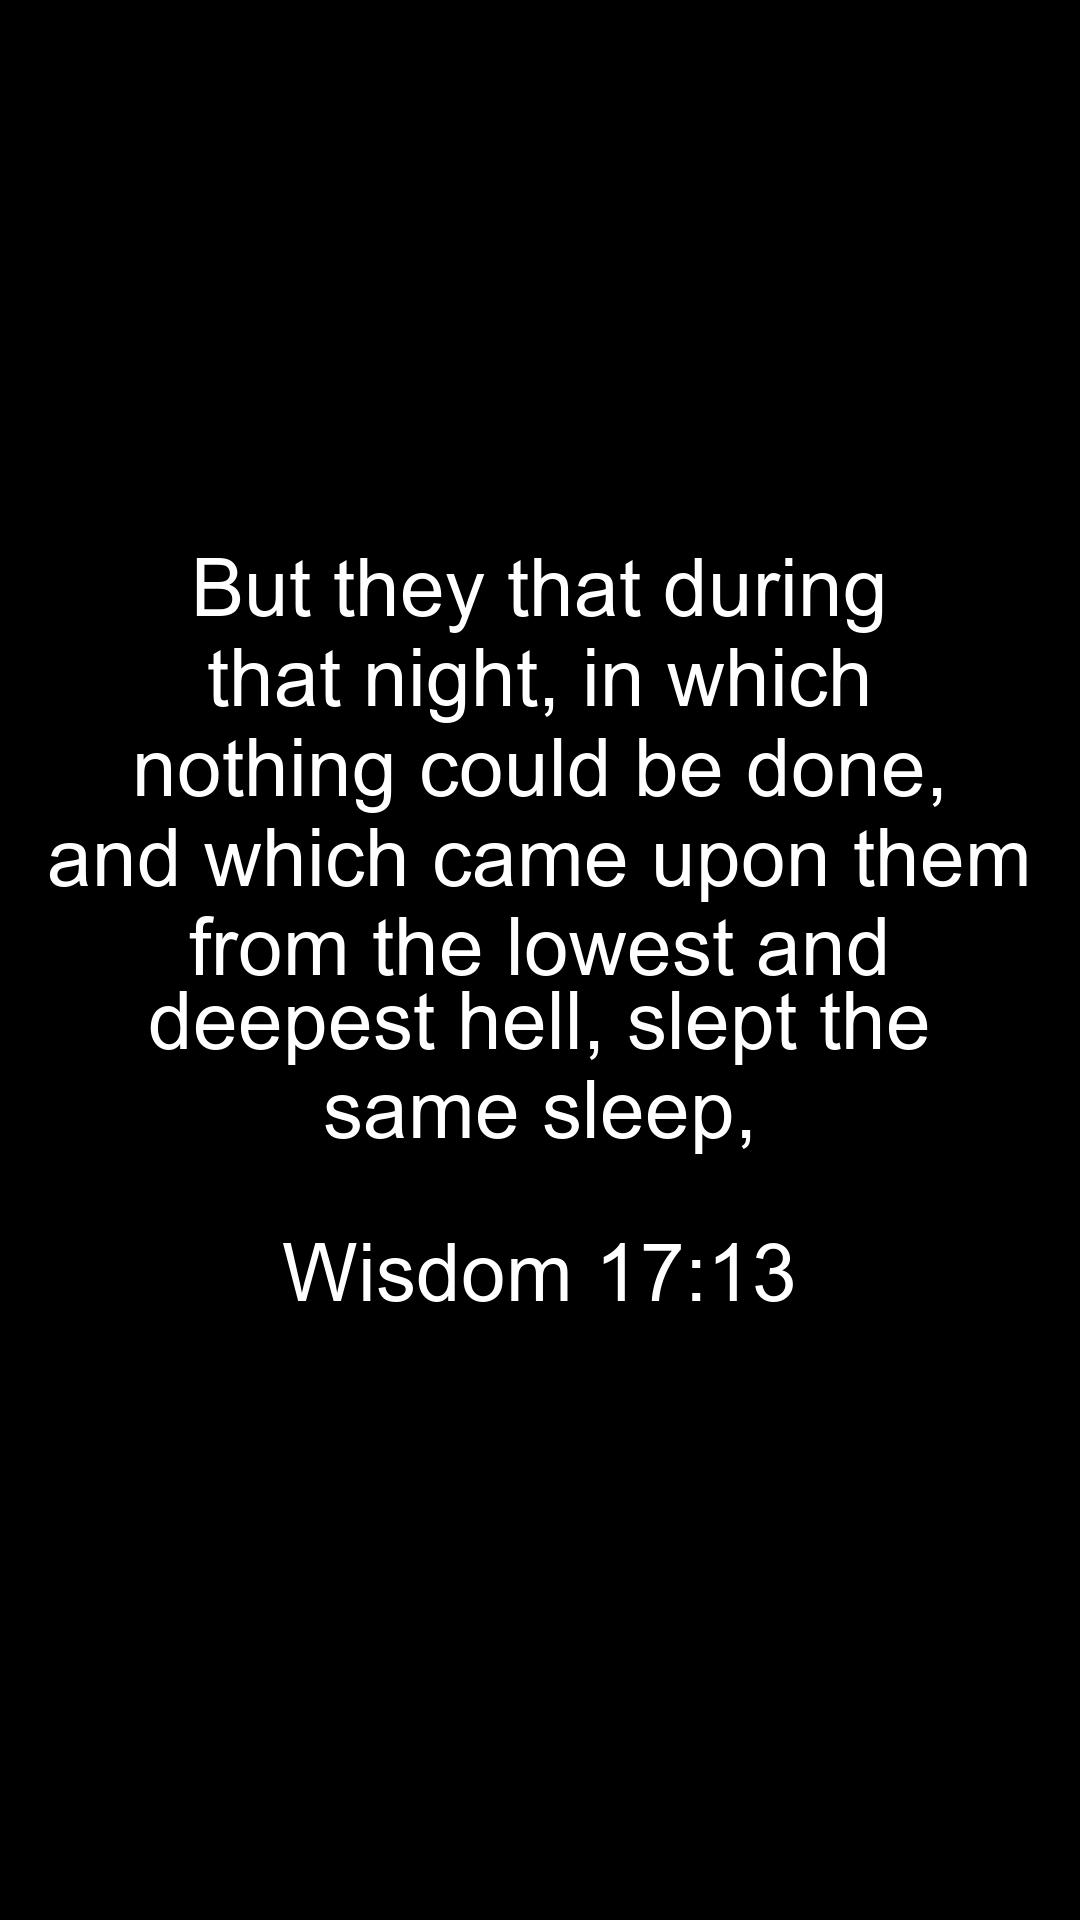 But they that during
that night, in which
nothing could be done,
and which came upon them
from the lowest and
deepest hell, slept the
same sleep,
Wisdom 17:13